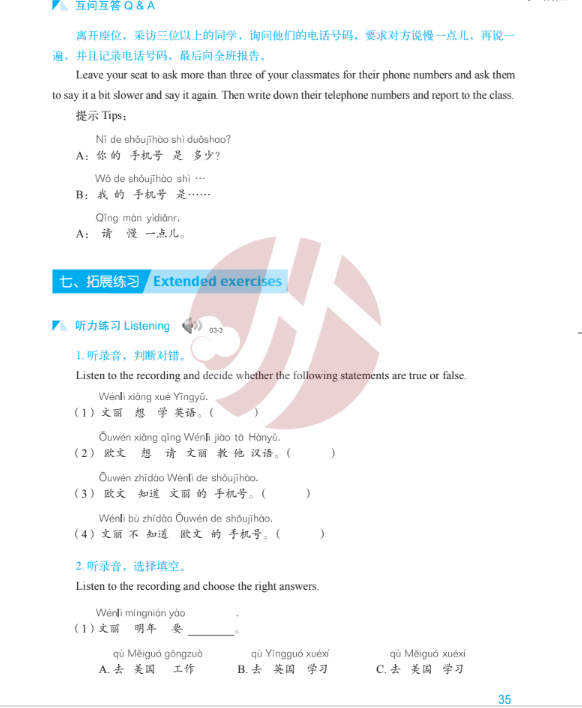 互问互答 Q & A
离开座位，采访三位以上的同学，询问他们的电话号码，要求对方说慢一点儿，再说一
遍，并且记录电话号码，最后向全班报告。
Leave your seat to ask more than three of your classmates for their phone numbers and ask them
to say it a bit slower and say it again. Then write down their telephone numbers and report to the class.
提示 Tips：
Nǐ de shǒujīhào shì duōshao?
A：你 的 手机号 是 多少？
Wǒ de shǒujīhào shì …
B：我 的 手机号 是……
Qǐng màn yìdiǎnr.
A： 请 慢 一点儿。
七、拓展练习 Extended exercises
听力练习 Listening 03-3
1. 听录音，判断对错。
Listen to the recording and decide whether the following statements are true or false.
Wénlì xiǎng xué Yīngyǔ.
（1）文丽 想 学 英语。（ ）
Ōuwén xiǎng qǐng Wénlì jiāo tā Hànyǔ.
（2） 欧文 想 请 文丽 教 他 汉语。（ ）
Ōuwén zhīdào Wénlì de shǒujīhào.
（3） 欧文 知道 文丽 的 手机号。（ ）
Wénlì bù zhīdào Ōuwén de shǒujīhào.
（4）文丽 不 知道 欧文 的 手机号。（ ）
2. 听录音，选择填空。
Listen to the recording and choose the right answers.
Wénlì míngnián yào .
（1）文丽 明年 要 ______。
qù Měiguó gōngzuò qù Yīngguó xuéxí qù Měiguó xuéxí
A. 去 美国 工作 B. 去 英国 学习 C. 去 美国 学习
35